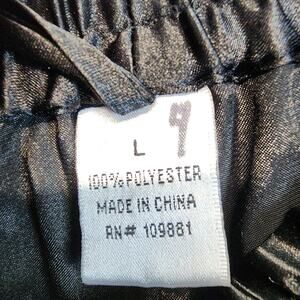 L 9
100% POLYESTER
MADE IN CHINA
RN# 109881